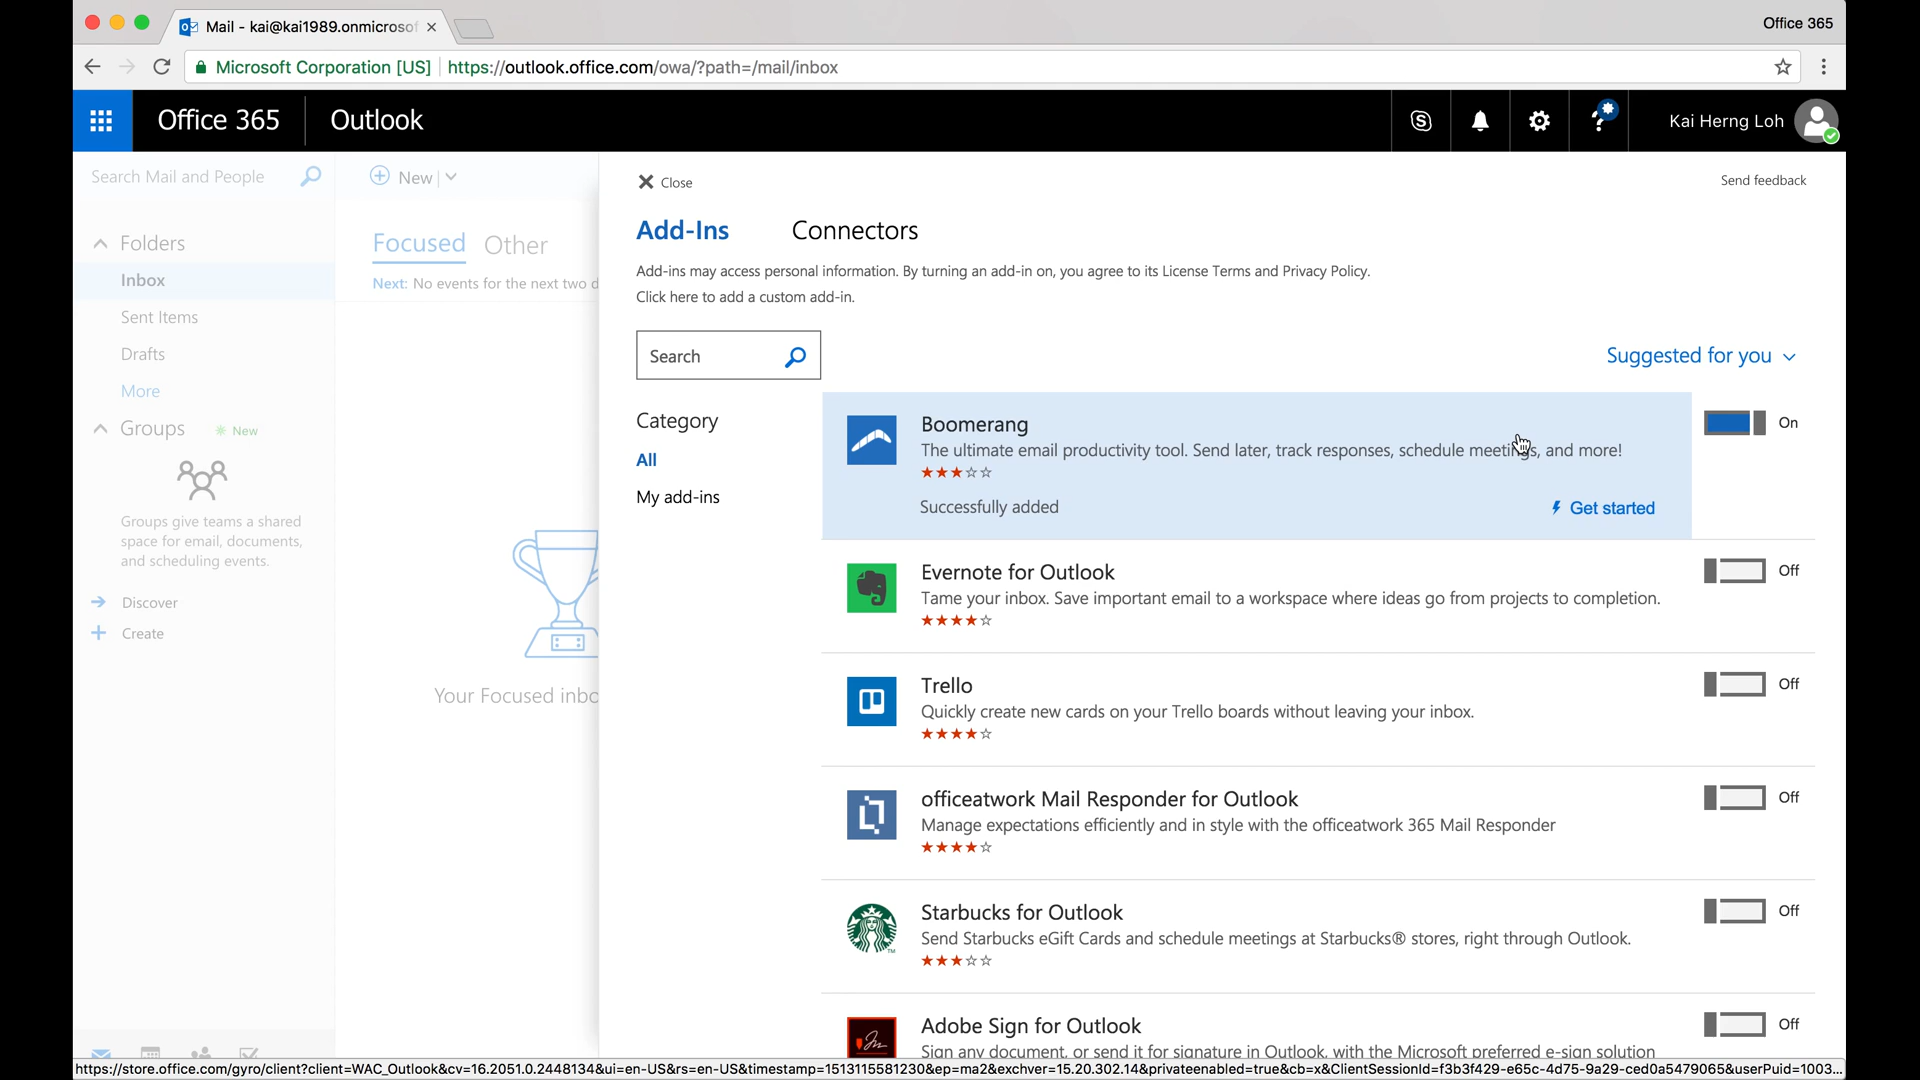 Mail - kai@kai1989.onmicrosof
Office 365
Microsoft Corporation [US] https://outlook.office.com/owa/?path=/mail/inbox
Office 365 Outlook
Kai Herng Loh
Search Mail and People
New
Close
Send feedback
Add-Ins Connectors
Folders
Focused Other
Inbox
Next: No events for the next two d
Add-ins may access personal information. By turning an add-in on, you agree to its License Terms and Privacy Policy.
Click here to add a custom add-in.
Sent Items
Drafts
More
Groups New
Groups give teams a shared
space for email, documents,
and scheduling events.
Discover
Create
Your Focused inbo
Search
Suggested for you
Category
All
My add-ins
Boomerang
The ultimate email productivity tool. Send later, track responses, schedule meetings, and more!
Successfully added
Get started
On
Evernote for Outlook
Tame your inbox. Save important email to a workspace where ideas go from projects to completion.
Off
Trello
Quickly create new cards on your Trello boards without leaving your inbox.
Off
officeatwork Mail Responder for Outlook
Manage expectations efficiently and in style with the officeatwork 365 Mail Responder
Off
Starbucks for Outlook
Send Starbucks eGift Cards and schedule meetings at Starbucks® stores, right through Outlook.
Off
Adobe Sign for Outlook
Sign any document, or send it for signature in Outlook, with the Microsoft preferred e-sign solution
Off
https://store.office.com/gyro/client?client=WAC_Outlook&cv=16.2051.0.2448134&ui=en-US&rs=en-US&timestamp=1513115581230&ep=ma2&exchver=15.20.302.14&privateenabled=true&cb=x&ClientSessionId=f3b3f429-e65c-4d75-9a29-ced0a5479065&userPuid=1003...